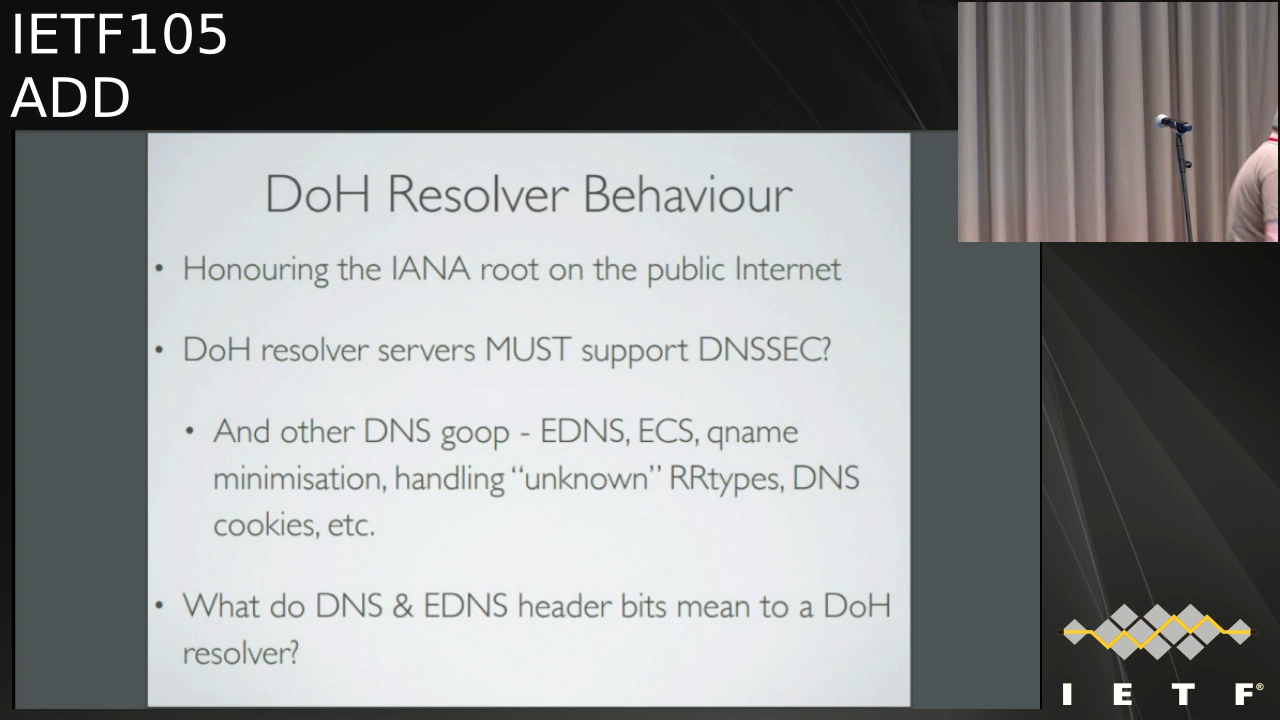 IETF105
ADD
DoH Resolver Behaviour
• Honouring the IANA root on the public Internet
• DoH resolver servers MUST support DNSSEC?
• And other DNS goop - EDNS, ECS, qname
minimisation, handling “unknown” RRtypes, DNS
cookies, etc.
• What do DNS & EDNS header bits mean to a DoH
resolver?
I E T F®